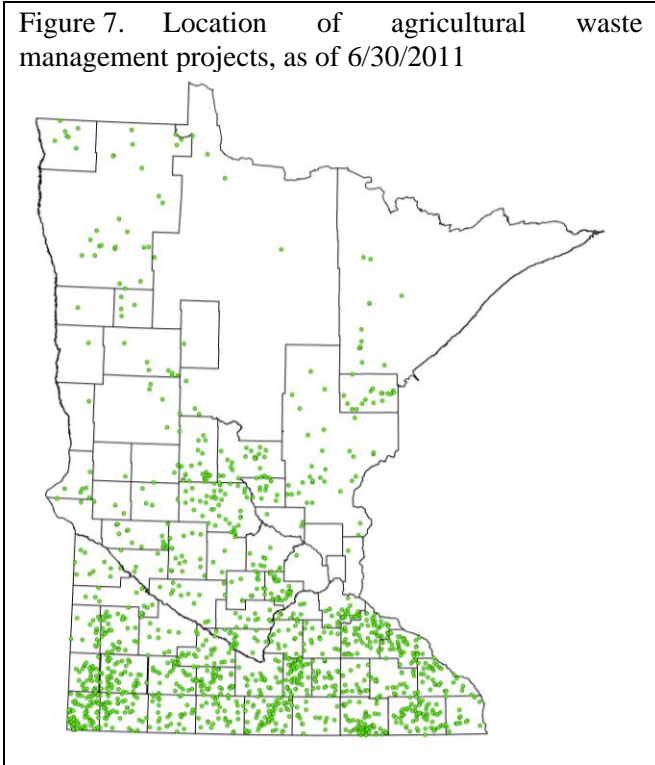 Figure 7. Location of agricultural waste
management projects, as of 6/30/2011